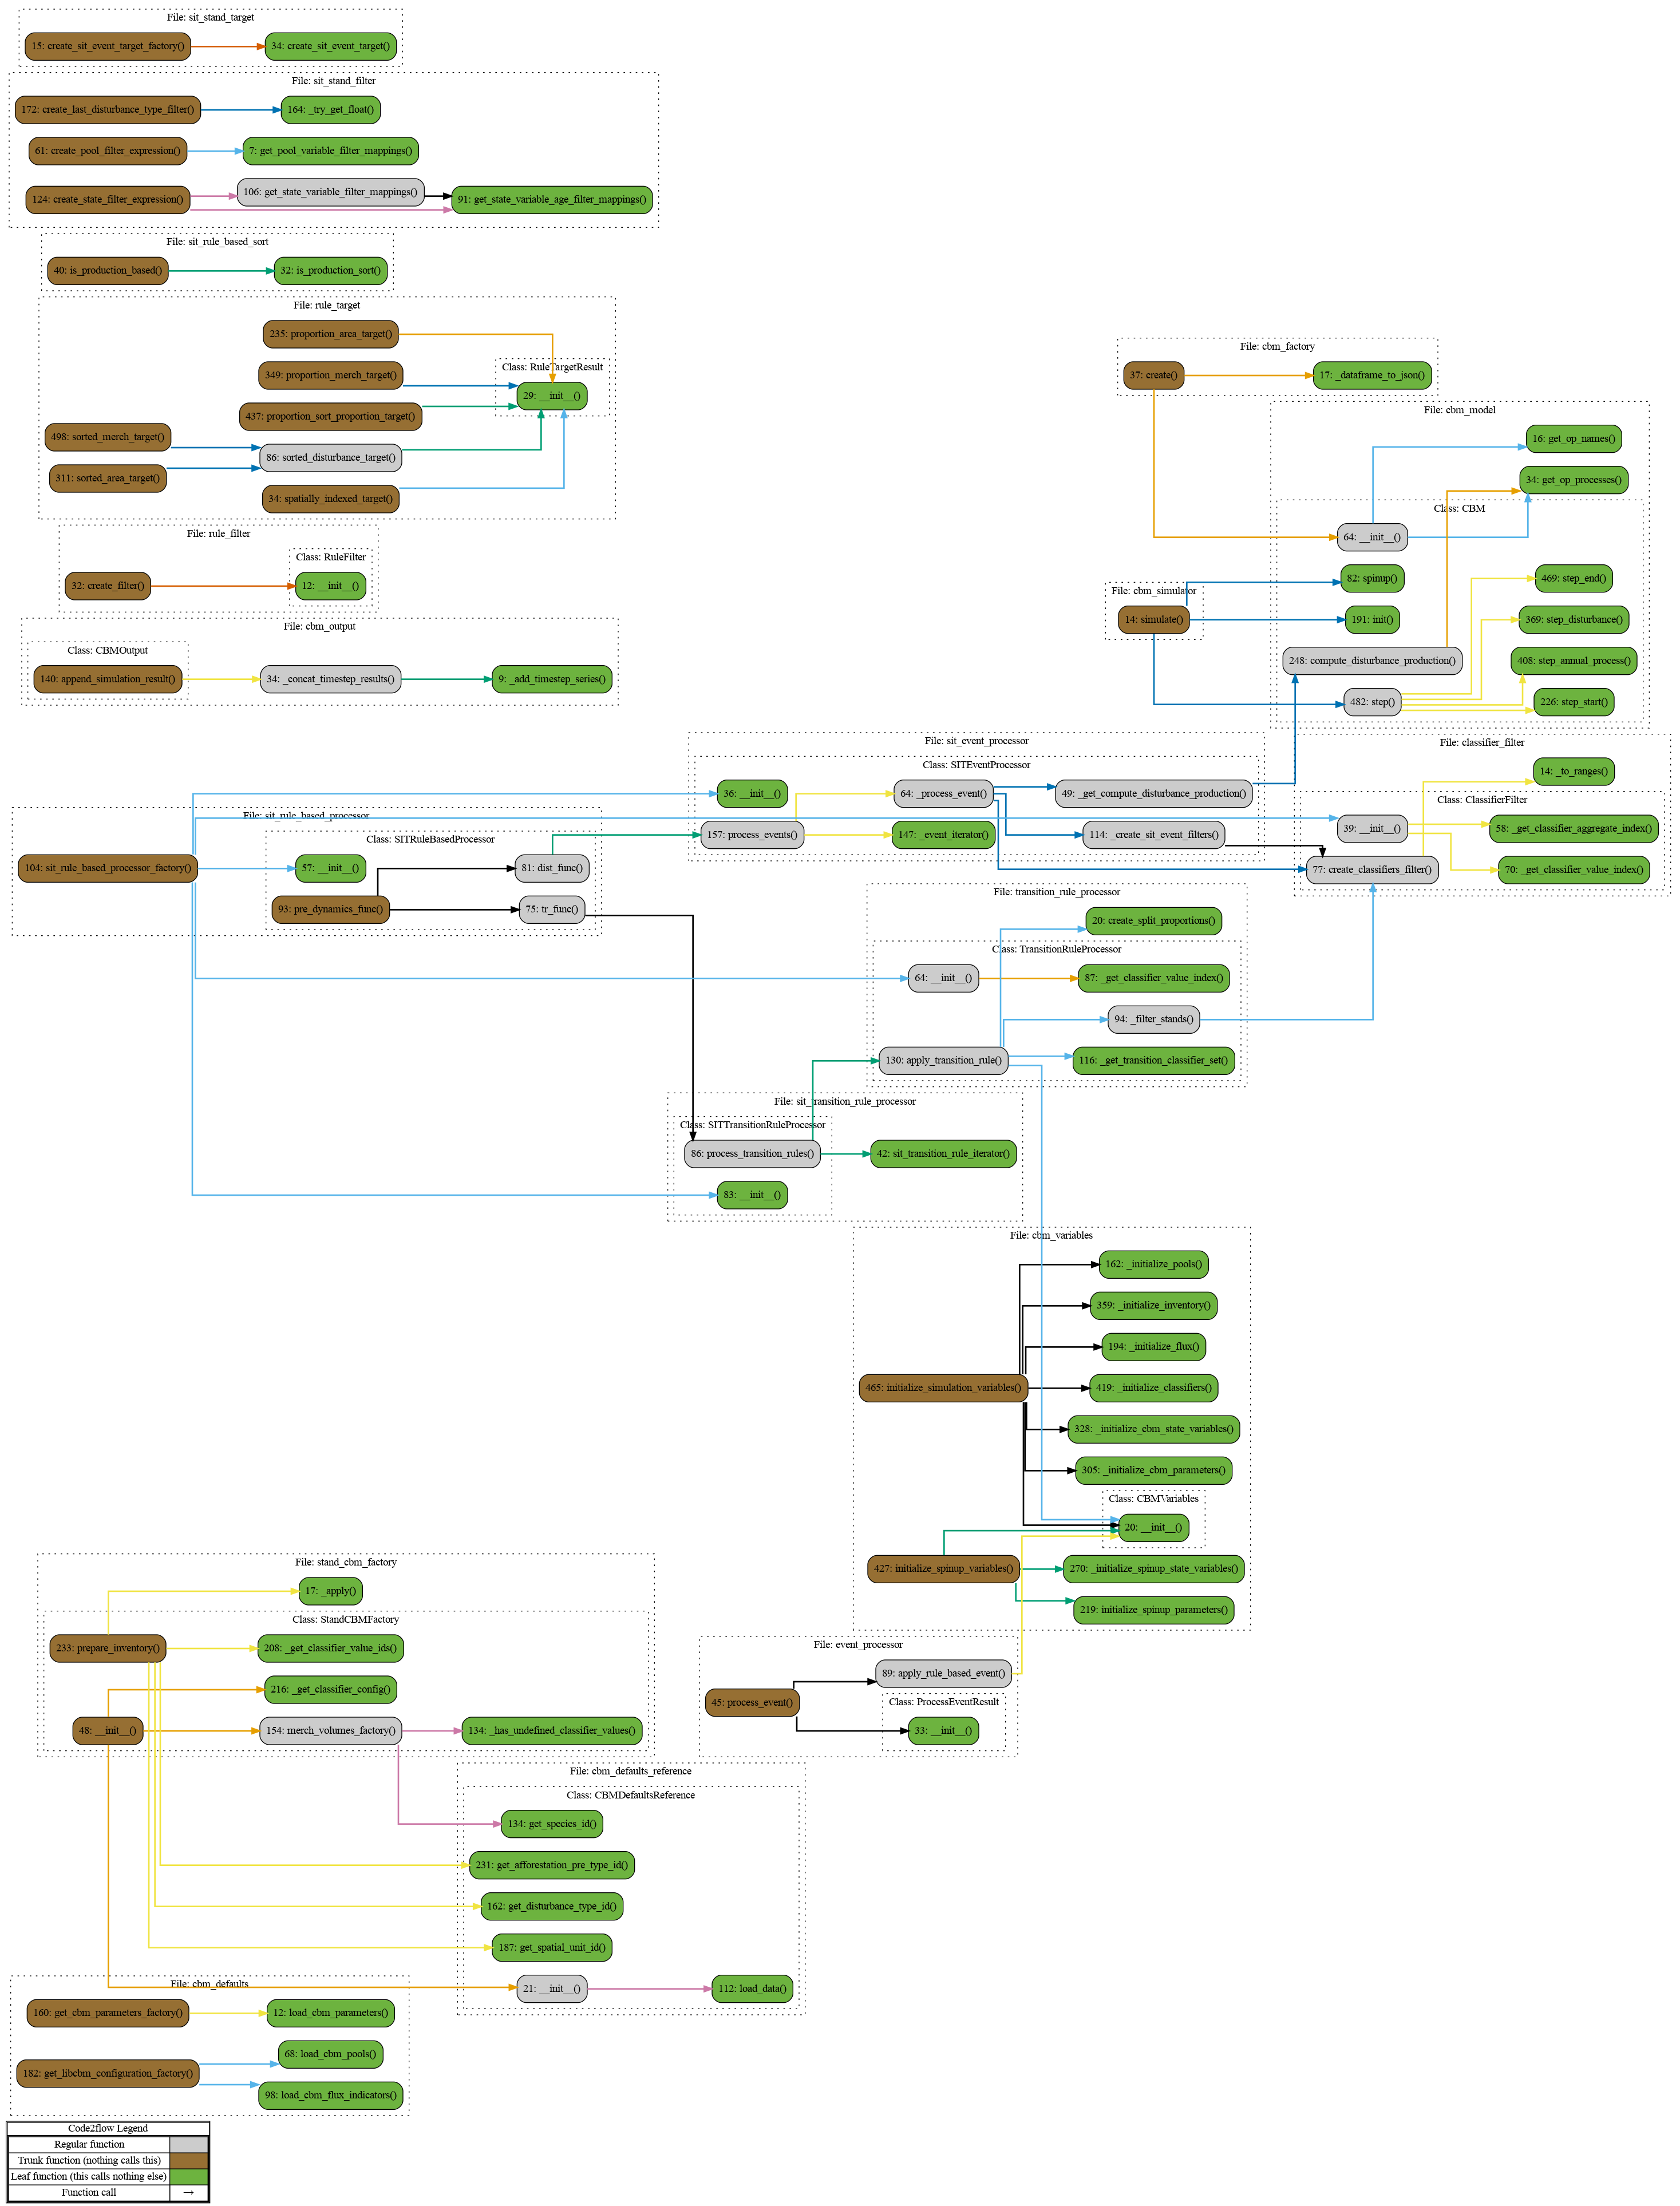 File: sit_stand_target
15: create_sit_event_target_factory()
34: create_sit_event_target()
File: sit_stand_filter
172: create_last_disturbance_type_filter()
164: _try_get_float()
61: create_pool_filter_expression()
7: get_pool_variable_filter_mappings()
124: create_state_filter_expression()
106: get_state_variable_filter_mappings()
91: get_state_variable_age_filter_mappings()
File: sit_rule_based_sort
40: is_production_based()
32: is_production_sort()
File: rule_target
235: proportion_area_target()
349: proportion_merch_target()
Class: RuleTargetResult
29: __init__()
437: proportion_sort_proportion_target()
498: sorted_merch_target()
86: sorted_disturbance_target()
311: sorted_area_target()
34: spatially_indexed_target()
File: rule_filter
Class: RuleFilter
32: create_filter()
12: __init__()
File: cbm_output
Class: CBMOutput
140: append_simulation_result()
34: _concat_timestep_results()
9: _add_timestep_series()
File: cbm_factory
37: create()
17: _dataframe_to_json()
File: cbm_model
16: get_op_names()
34: get_op_processes()
Class: CBM
64: __init__()
82: spinup()
469: step_end()
File: cbm_simulator
14: simulate()
191: init()
369: step_disturbance()
248: compute_disturbance_production()
408: step_annual_process()
482: step()
226: step_start()
File: sit_event_processor
Class: SITEventProcessor
36: __init__()
64: _process_event()
49: _get_compute_disturbance_production()
157: process_events()
147: _event_iterator()
114: _create_sit_event_filters()
File: classifier_filter
14: _to_ranges()
Class: ClassifierFilter
39: __init__()
58: _get_classifier_aggregate_index()
77: create_classifiers_filter()
70: _get_classifier_value_index()
File: sit_rule_based_processor
Class: SITRuleBasedProcessor
104: sit_rule_based_processor_factory()
57: __init__()
81: dist_func()
93: pre_dynamics_func()
75: tr_func()
File: transition_rule_processor
20: create_split_proportions()
Class: TransitionRuleProcessor
64: __init__()
87: _get_classifier_value_index()
94: _filter_stands()
130: apply_transition_rule()
116: _get_transition_classifier_set()
File: sit_transition_rule_processor
Class: SITTransitionRuleProcessor
86: process_transition_rules()
42: sit_transition_rule_iterator()
83: __init__()
File: cbm_variables
162: _initialize_pools()
359: _initialize_inventory()
194: _initialize_flux()
465: initialize_simulation_variables()
419: _initialize_classifiers()
328: _initialize_cbm_state_variables()
305: _initialize_cbm_parameters()
Class: CBMVariables
20: __init__()
427: initialize_spinup_variables()
270: _initialize_spinup_state_variables()
219: initialize_spinup_parameters()
File: stand_cbm_factory
17: _apply()
Class: StandCBMFactory
233: prepare_inventory()
208: _get_classifier_value_ids()
216: _get_classifier_config()
48: __init__()
154: merch_volumes_factory()
134: _has_undefined_classifier_values()
File: event_processor
89: apply_rule_based_event()
45: process_event()
Class: ProcessEventResult
33: __init__()
File: cbm_defaults_reference
Class: CBMDefaultsReference
134: get_species_id()
231: get_afforestation_pre_type_id()
162: get_disturbance_type_id()
187: get_spatial_unit_id()
21: __init__()
112: load_data()
File: cbm_defaults
160: get_cbm_parameters_factory()
12: load_cbm_parameters()
68: load_cbm_pools()
182: get_libcbm_configuration_factory()
98: load_cbm_flux_indicators()
Code2flow Legend
Regular function
Trunk function (nothing calls this)
Leaf function (this calls nothing else)
Function call →